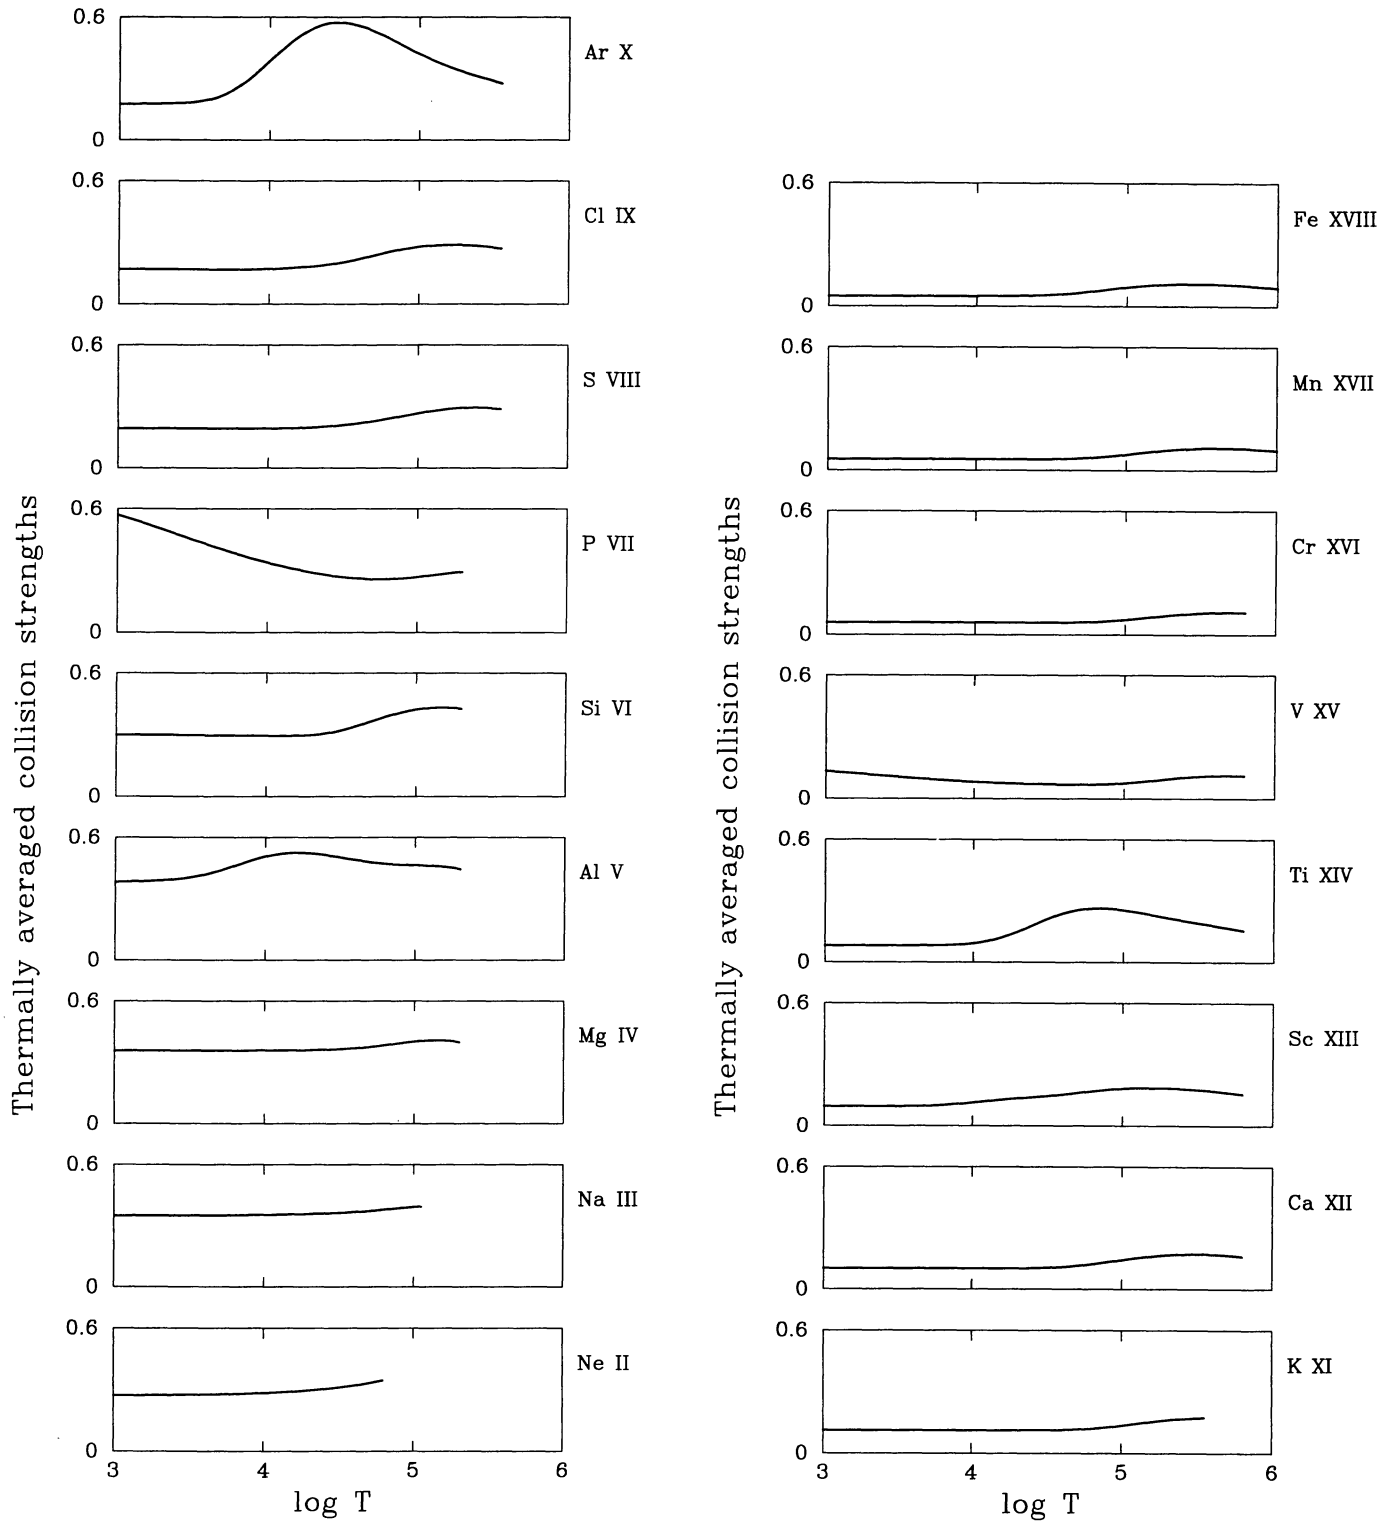 Thermally averaged collision strengths
0.6
Ar X
0
0.6
Cl IX
0
0.6
S VIII
0
0.6
P VII
0
0.6
Si VI
0
0.6
Al V
0
0.6
Mg IV
0
0.6
Na III
0
0.6
Ne II
0
3 4 5 6
log T
Thermally averaged collision strengths
0.6
Fe XVIII
0
0.6
Mn XVII
0
0.6
Cr XVI
0
0.6
V XV
0
0.6
Ti XIV
0
0.6
Sc XIII
0
0.6
Ca XII
0
0.6
K XI
0
3 4 5 6
log T